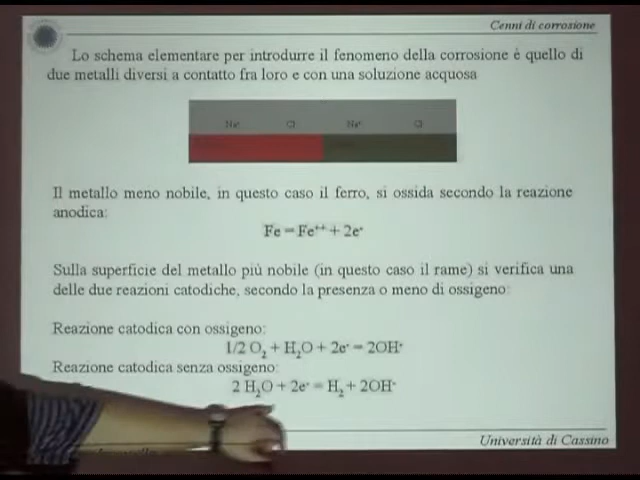 Cenni di corrosione
Lo schema elementare per introdurre il fenomeno della corrosione è quello di
due metalli diversi a contatto fra loro e con una soluzione acquosa
Na⁺ Cl⁻ Na⁺ Cl⁻
Il metallo meno nobile, in questo caso il ferro, si ossida secondo la reazione
anodica:
Fe = Fe⁺⁺ + 2e⁻
Sulla superficie del metallo più nobile (in questo caso il rame) si verifica una
delle due reazioni catodiche, secondo la presenza o meno di ossigeno:
Reazione catodica con ossigeno:
1/2 O₂ + H₂O + 2e⁻ = 2OH⁻
Reazione catodica senza ossigeno:
2 H₂O + 2e⁻ = H₂ + 2OH⁻
Università di Cassino